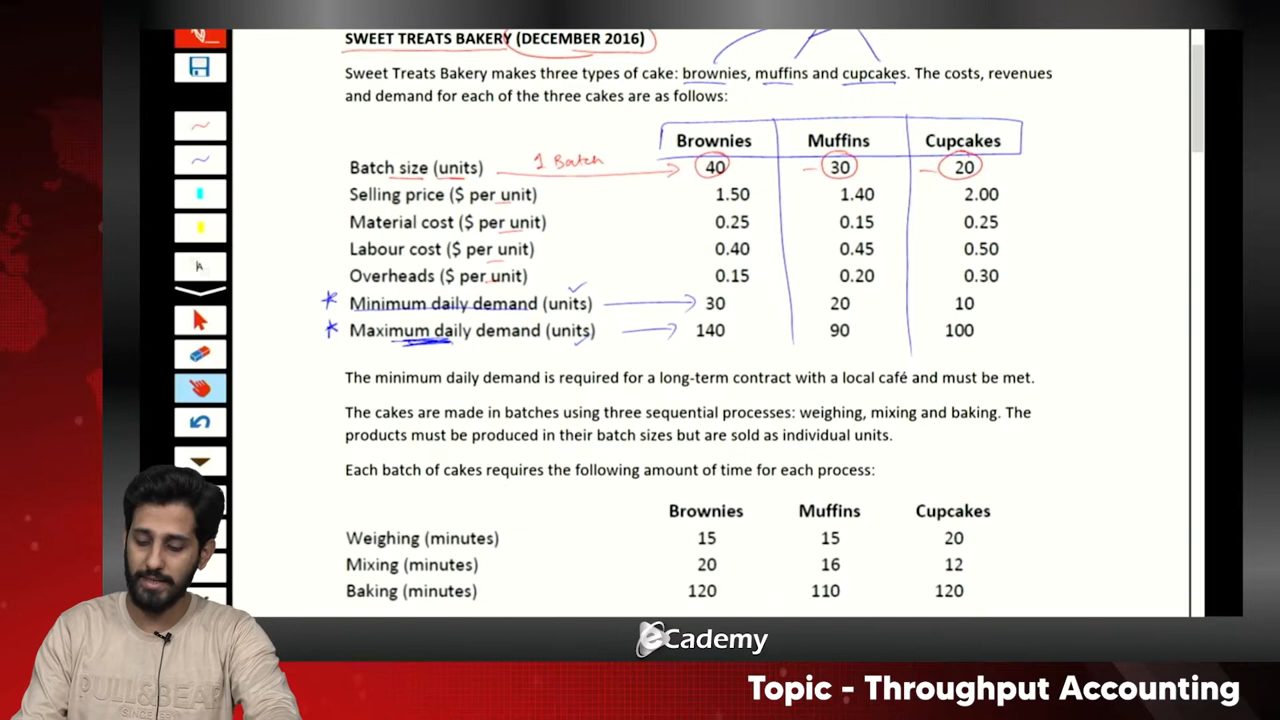 SWEET TREATS BAKERY (DECEMBER 2016)
Sweet Treats Bakery makes three types of cake: brownies, muffins and cupcakes. The costs, revenues
and demand for each of the three cakes are as follows:
Brownies Muffins Cupcakes
Batch size (units) 1 Batch 40 30 20
Selling price ($ per unit) 1.50 1.40 2.00
Material cost ($ per unit) 0.25 0.15 0.25
Labour cost ($ per unit) 0.40 0.45 0.50
Overheads ($ per unit) 0.15 0.20 0.30
* Minimum daily demand (units) 30 20 10
* Maximum daily demand (units) 140 90 100
The minimum daily demand is required for a long-term contract with a local café and must be met.
The cakes are made in batches using three sequential processes: weighing, mixing and baking. The
products must be produced in their batch sizes but are sold as individual units.
Each batch of cakes requires the following amount of time for each process:
Brownies Muffins Cupcakes
Weighing (minutes) 15 15 20
Mixing (minutes) 20 16 12
Baking (minutes) 120 110 120
PULL&BEAR
eCademy
Topic - Throughput Accounting